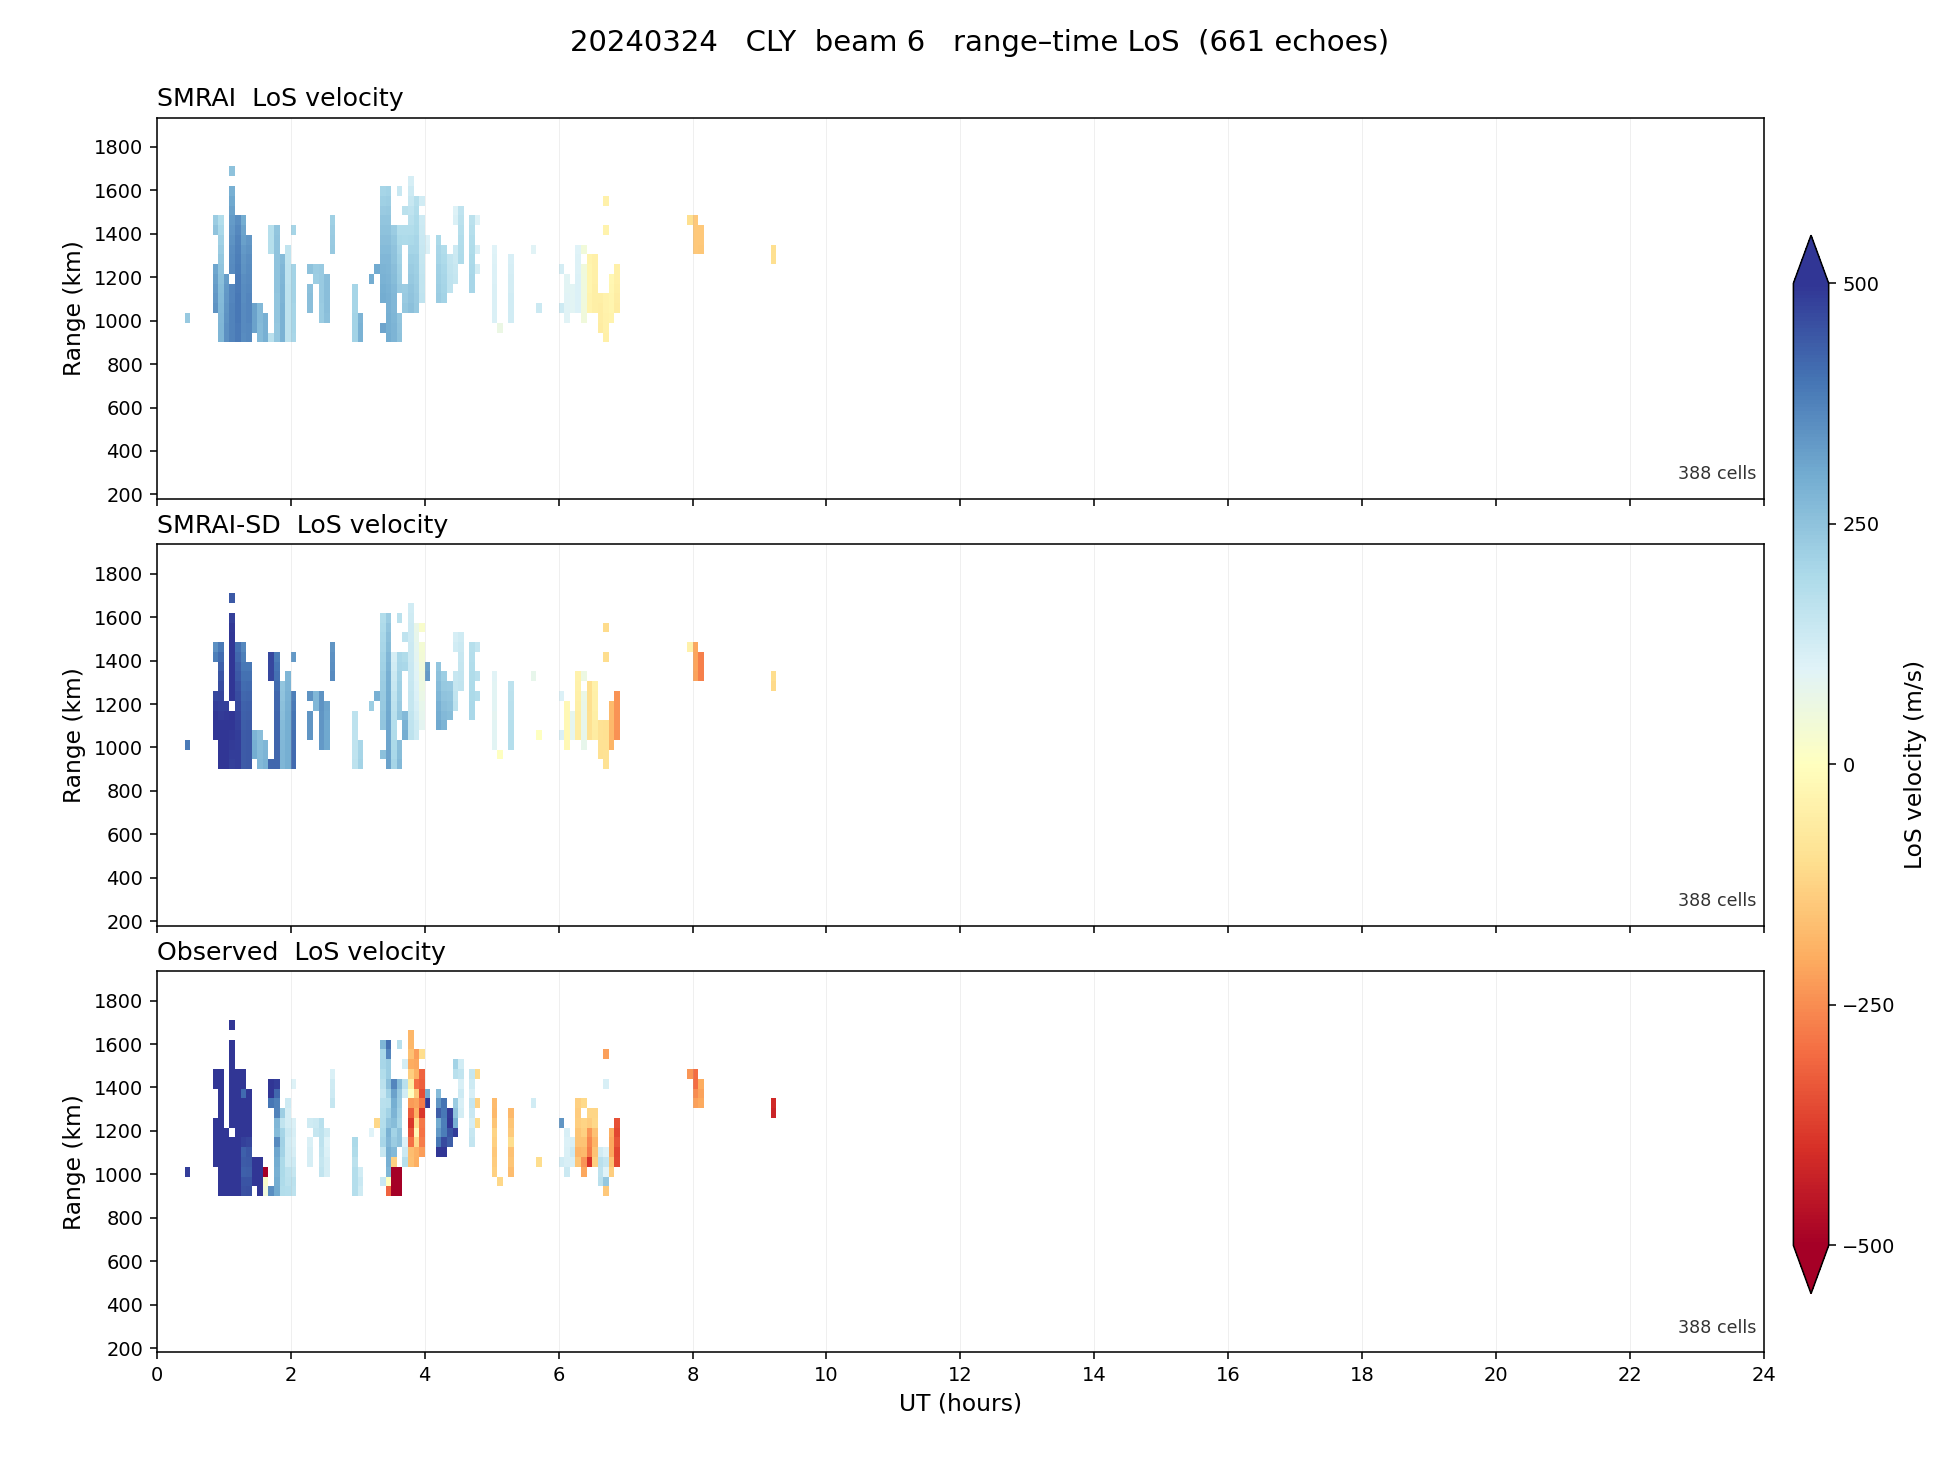 20240324   CLY  beam 6   range–time LoS  (661 echoes)
SMRAI  LoS velocity
1800
1600
1400
1200
1000
800
600
400
200
Range (km)
388 cells
SMRAI-SD  LoS velocity
1800
1600
1400
1200
1000
800
600
400
200
Range (km)
388 cells
Observed  LoS velocity
1800
1600
1400
1200
1000
800
600
400
200
Range (km)
388 cells
0 2 4 6 8 10 12 14 16 18 20 22 24
UT (hours)
500
250
0
−250
−500
LoS velocity (m/s)